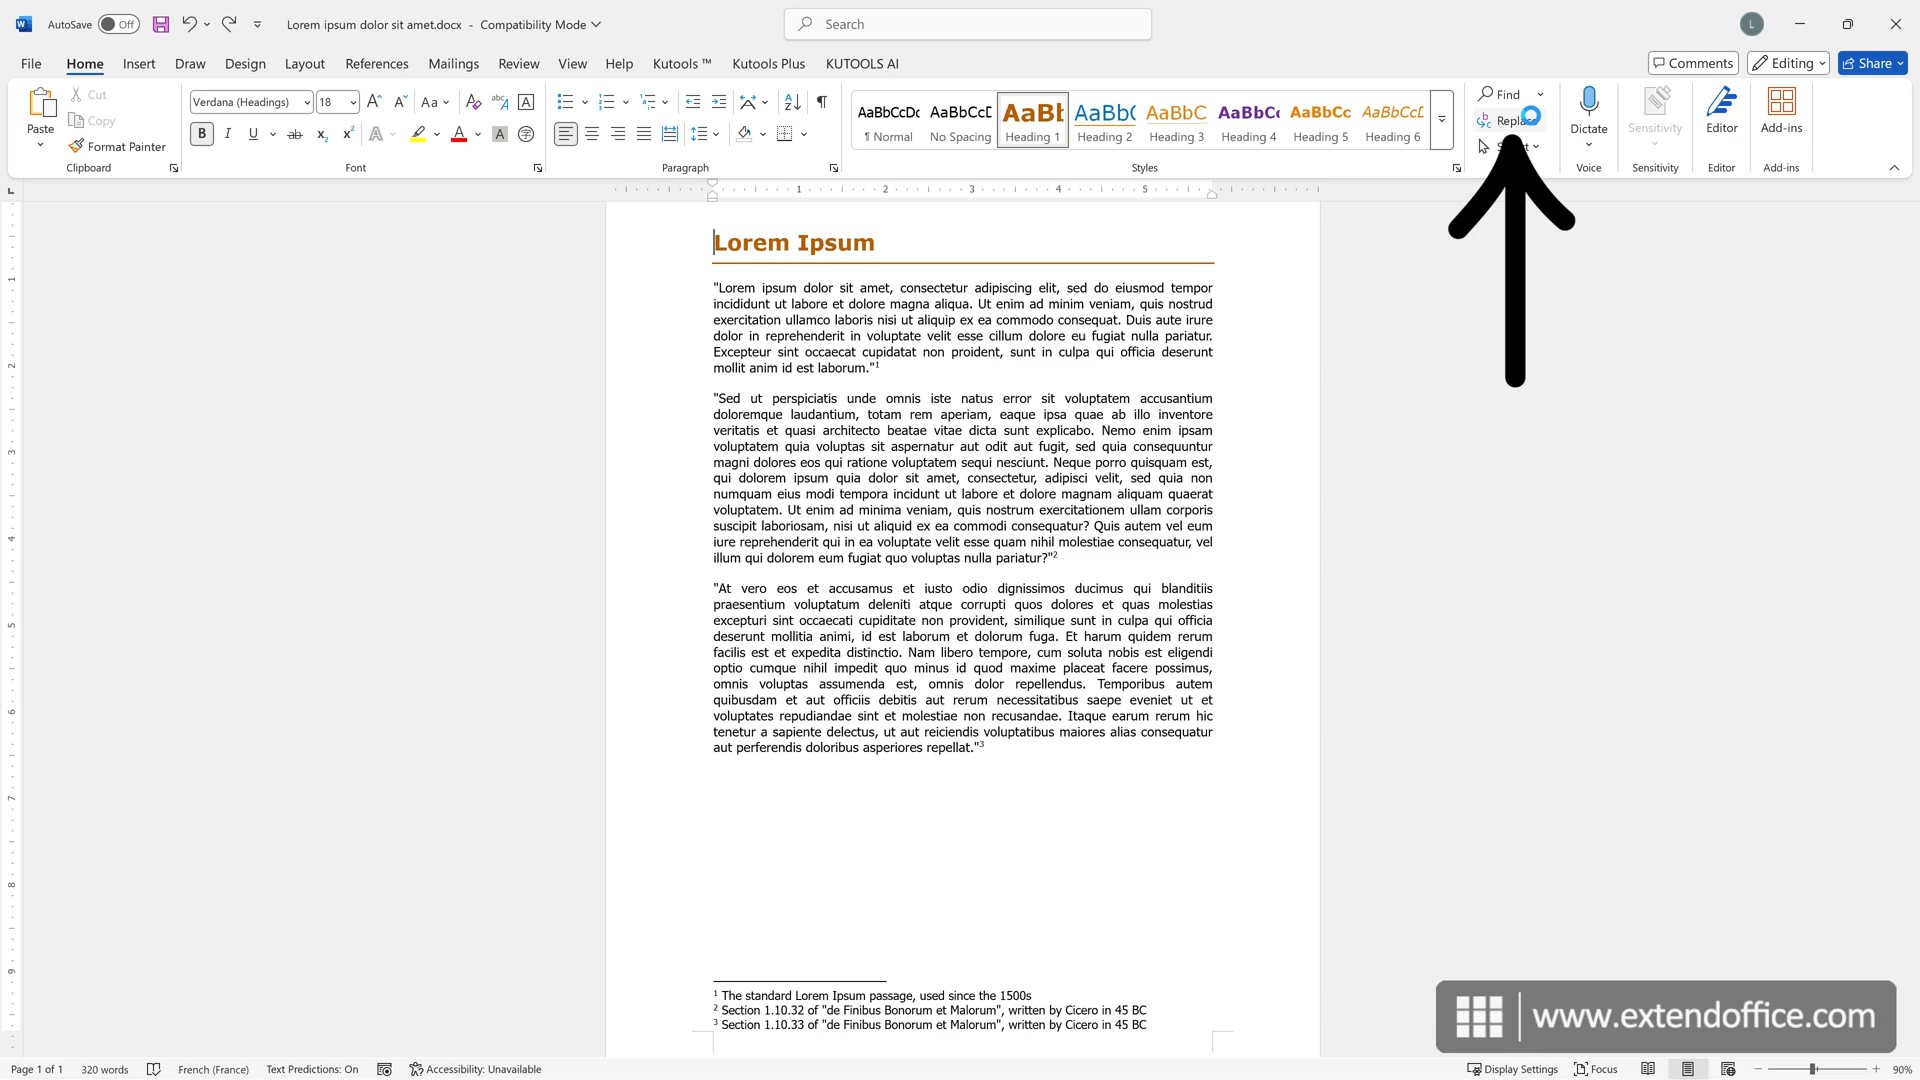 AutoSave Off Lorem ipsum dolor sit amet.docx - Compatibility Mode Search L
File Home Insert Draw Design Layout References Mailings Review View Help Kutools ™ Kutools Plus KUTOOLS AI Comments Editing Share
Paste Cut Copy Format Painter Clipboard
Verdana (Headings) 18 Aa B I U ab Font
Paragraph
AaBbCcDc AaBbCcD AaBb AaBbC AaBbC AaBbCc AaBbCc AaBbCcD
¶ Normal No Spacing Heading 1 Heading 2 Heading 3 Heading 4 Heading 5 Heading 6
Styles
Find
Dictate Sensitivity Editor Add-ins
Voice Sensitivity Editor Add-ins
1 2 3 4 5
Lorem Ipsum
"Lorem ipsum dolor sit amet, consectetur adipiscing elit, sed do eiusmod tempor
incididunt ut labore et dolore magna aliqua. Ut enim ad minim veniam, quis nostrud
exercitation ullamco laboris nisi ut aliquip ex ea commodo consequat. Duis aute irure
dolor in reprehenderit in voluptate velit esse cillum dolore eu fugiat nulla pariatur.
Excepteur sint occaecat cupidatat non proident, sunt in culpa qui officia deserunt
mollit anim id est laborum."1
"Sed ut perspiciatis unde omnis iste natus error sit voluptatem accusantium
doloremque laudantium, totam rem aperiam, eaque ipsa quae ab illo inventore
veritatis et quasi architecto beatae vitae dicta sunt explicabo. Nemo enim ipsam
voluptatem quia voluptas sit aspernatur aut odit aut fugit, sed quia consequuntur
magni dolores eos qui ratione voluptatem sequi nesciunt. Neque porro quisquam est,
qui dolorem ipsum quia dolor sit amet, consectetur, adipisci velit, sed quia non
numquam eius modi tempora incidunt ut labore et dolore magnam aliquam quaerat
voluptatem. Ut enim ad minima veniam, quis nostrum exercitationem ullam corporis
suscipit laboriosam, nisi ut aliquid ex ea commodi consequatur? Quis autem vel eum
iure reprehenderit qui in ea voluptate velit esse quam nihil molestiae consequatur, vel
illum qui dolorem eum fugiat quo voluptas nulla pariatur?"2
"At vero eos et accusamus et iusto odio dignissimos ducimus qui blanditiis
praesentium voluptatum deleniti atque corrupti quos dolores et quas molestias
excepturi sint occaecati cupiditate non provident, similique sunt in culpa qui officia
deserunt mollitia animi, id est laborum et dolorum fuga. Et harum quidem rerum
facilis est et expedita distinctio. Nam libero tempore, cum soluta nobis est eligendi
optio cumque nihil impedit quo minus id quod maxime placeat facere possimus,
omnis voluptas assumenda est, omnis dolor repellendus. Temporibus autem
quibusdam et aut officiis debitis aut rerum necessitatibus saepe eveniet ut et
voluptates repudiandae sint et molestiae non recusandae. Itaque earum rerum hic
tenetur a sapiente delectus, ut aut reiciendis voluptatibus maiores alias consequatur
aut perferendis doloribus asperiores repellat."3
1 The standard Lorem Ipsum passage, used since the 1500s
2 Section 1.10.32 of "de Finibus Bonorum et Malorum", written by Cicero in 45 BC
3 Section 1.10.33 of "de Finibus Bonorum et Malorum", written by Cicero in 45 BC
www.extendoffice.com
Page 1 of 1 320 words French (France) Text Predictions: On Accessibility: Unavailable Display Settings Focus 90%